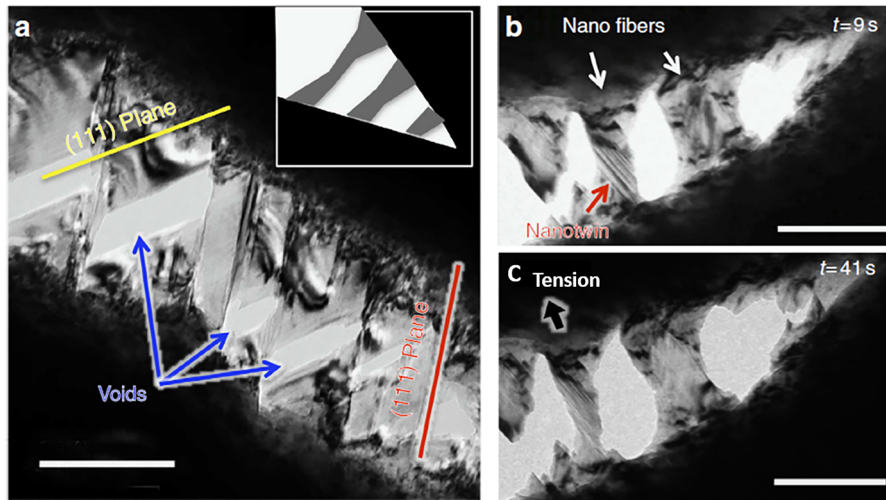 a
(111) Plane
Voids
(111) Plane
b
Nano fibers
t=9 s
Nanotwin
c
Tension
t=41 s